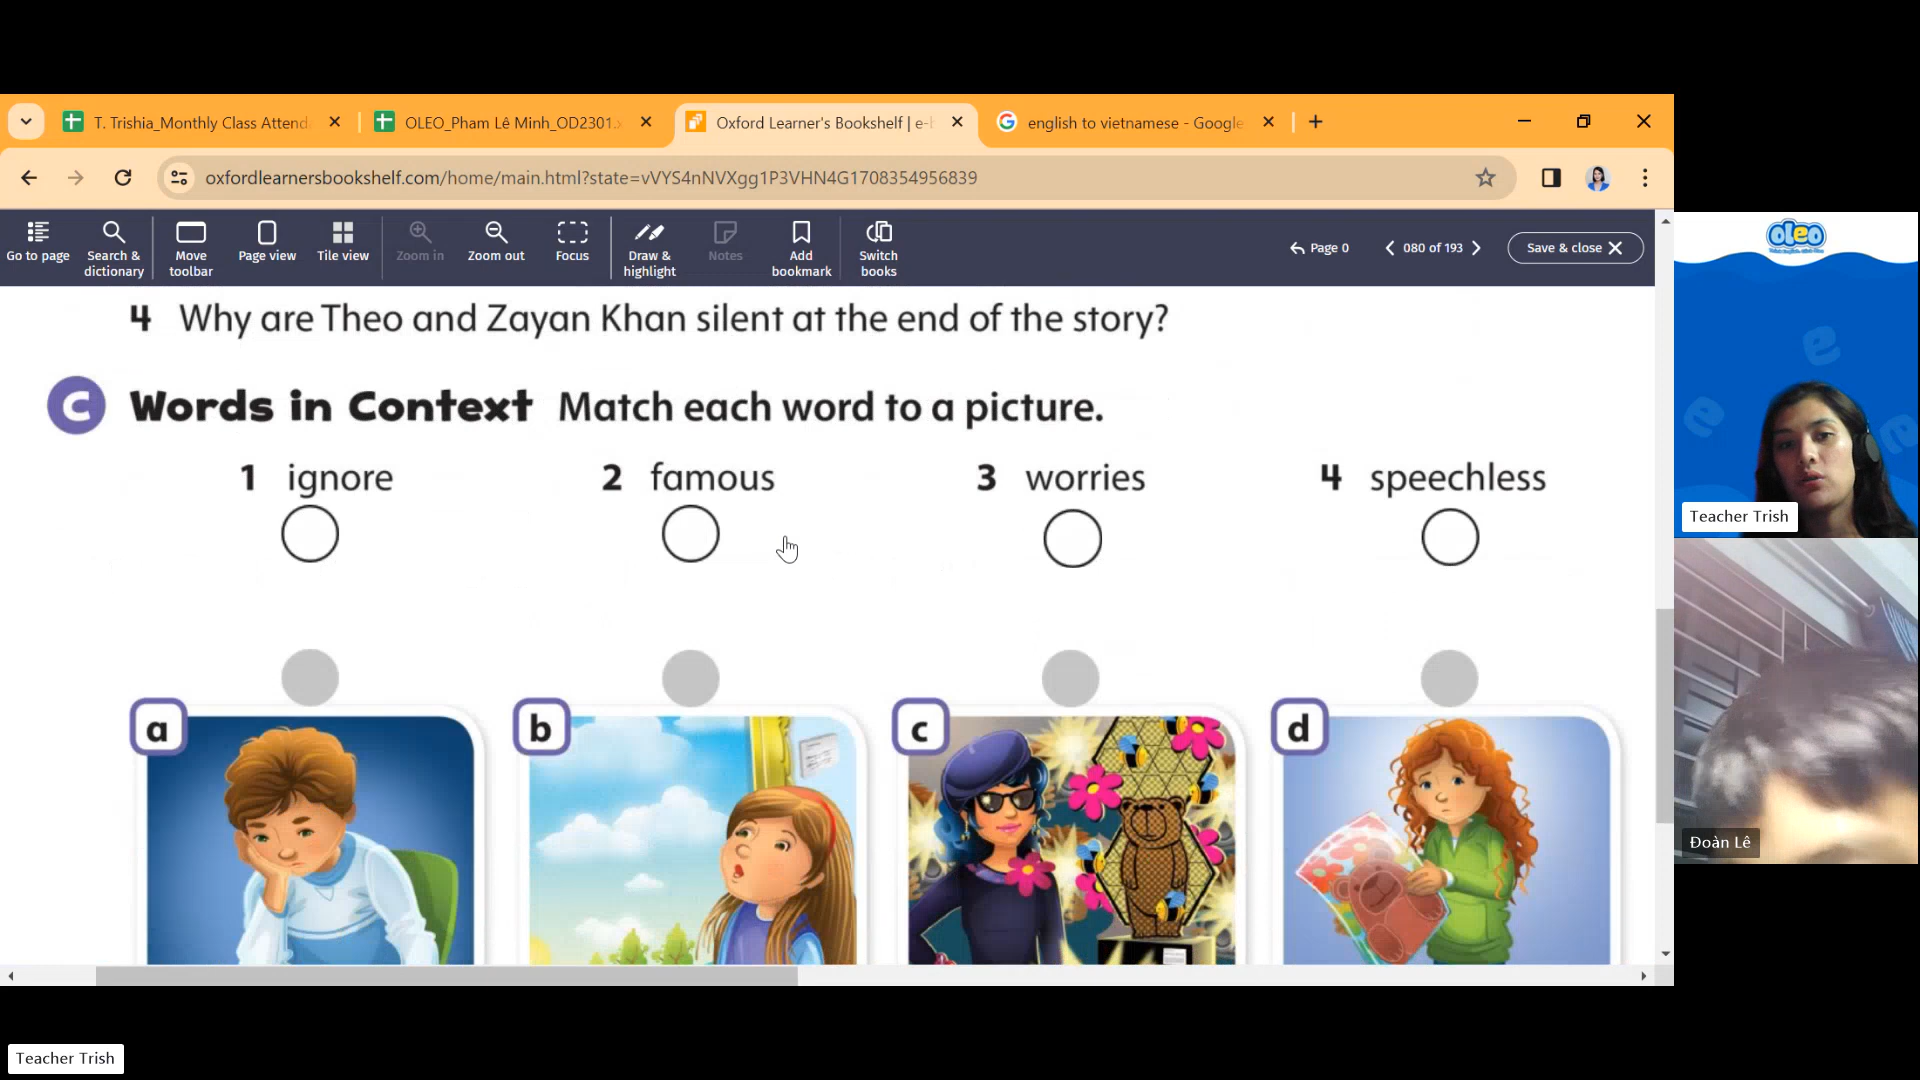 T. Trishia_Monthly Class Attend
OLEO_Pham Lê Minh_OD2301.x
Oxford Learner's Bookshelf | e-b
english to vietnamese - Google
oxfordlearnersbookshelf.com/home/main.html?state=vVYS4nNVXgg1P3VHN4G1708354956839
Go to page
Search & dictionary
Move toolbar
Page view
Tile view
Zoom in
Zoom out
Focus
Draw & highlight
Notes
Add bookmark
Switch books
Page 0
080 of 193
Save & close
oleo
4 Why are Theo and Zayan Khan silent at the end of the story?
C Words in Context Match each word to a picture.
1 ignore
2 famous
3 worries
4 speechless
a
b
c
d
Teacher Trish
Đoàn Lê
Teacher Trish